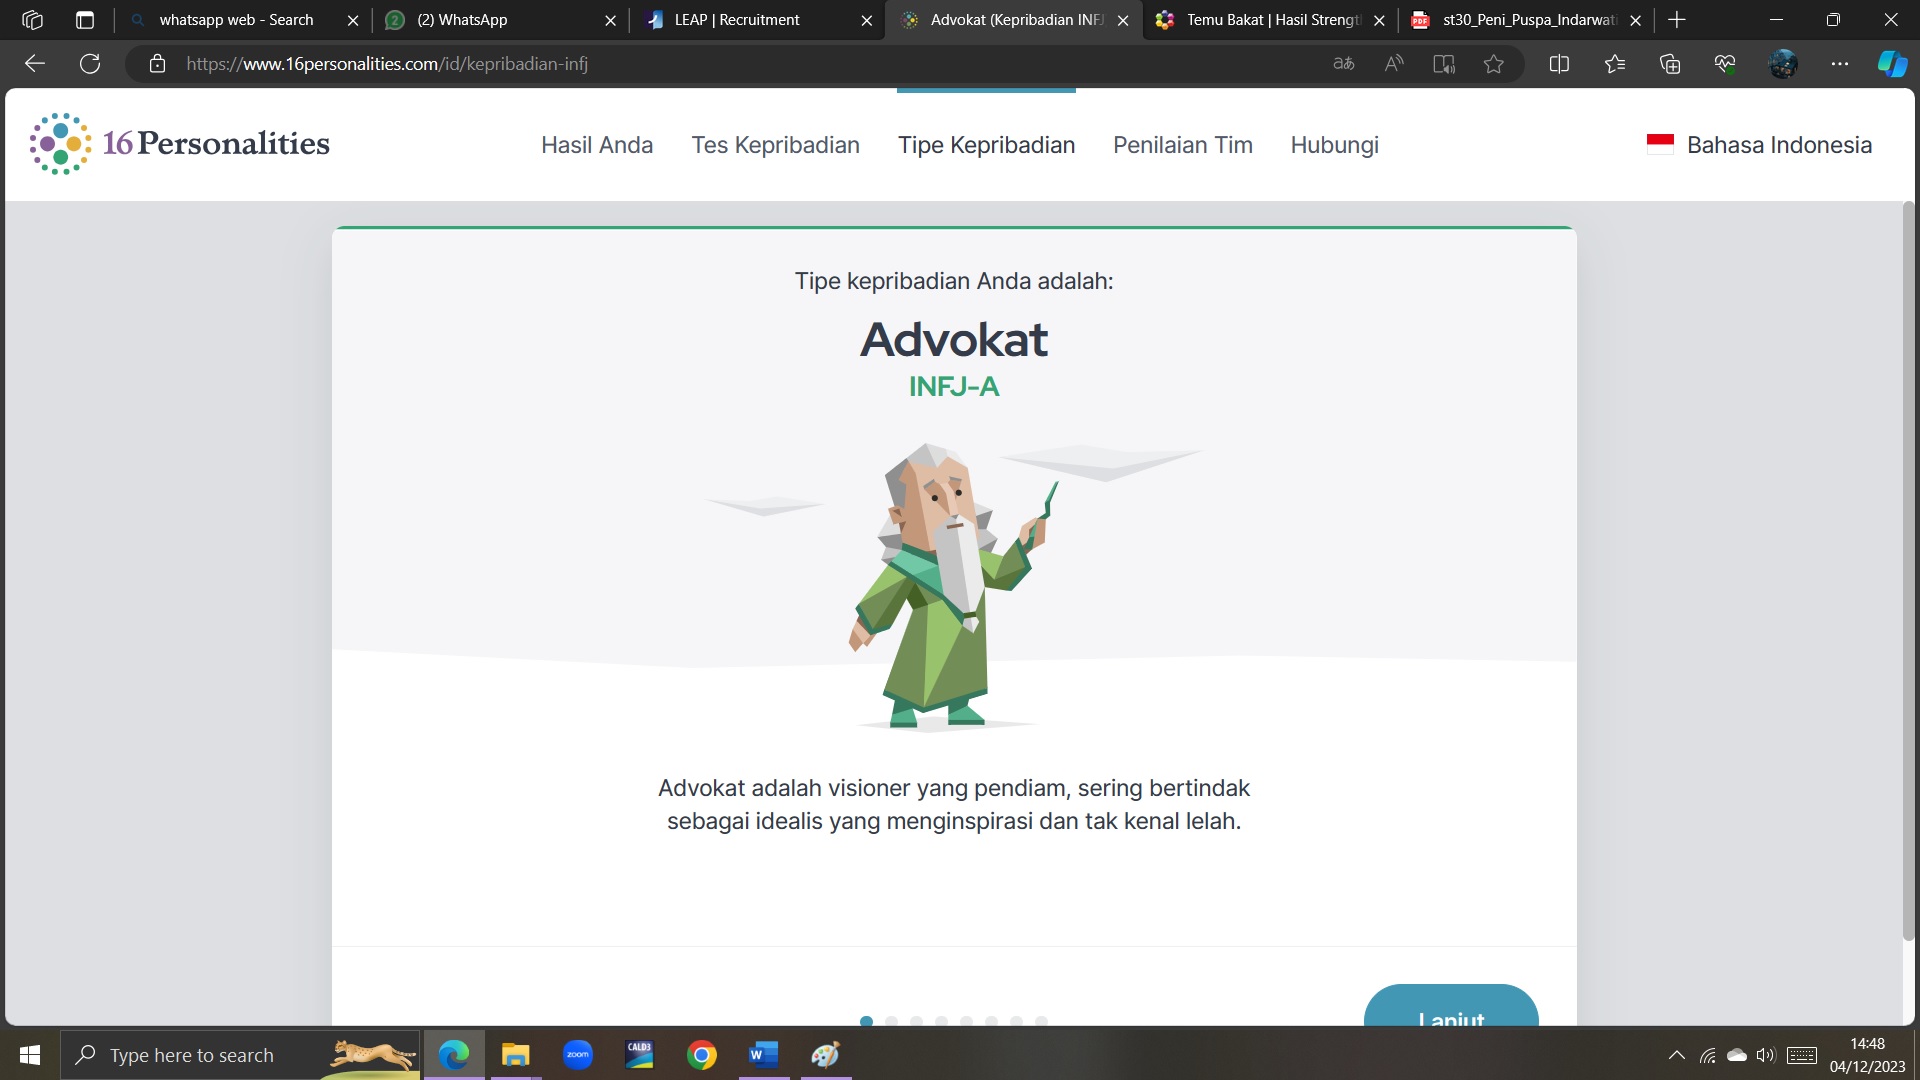 whatsapp web - Search
(2) WhatsApp
LEAP | Recruitment
Advokat (Kepribadian INFJ
Temu Bakat | Hasil Strengt
st30_Peni_Puspa_Indarwati
https://www.16personalities.com/id/kepribadian-infj
16Personalities
Hasil Anda
Tes Kepribadian
Tipe Kepribadian
Penilaian Tim
Hubungi
Bahasa Indonesia
Tipe kepribadian Anda adalah:
Advokat
INFJ-A
Advokat adalah visioner yang pendiam, sering bertindak
sebagai idealis yang menginspirasi dan tak kenal lelah.
Lanjut
Type here to search
zoom
CALD3
W
14:48
04/12/2023